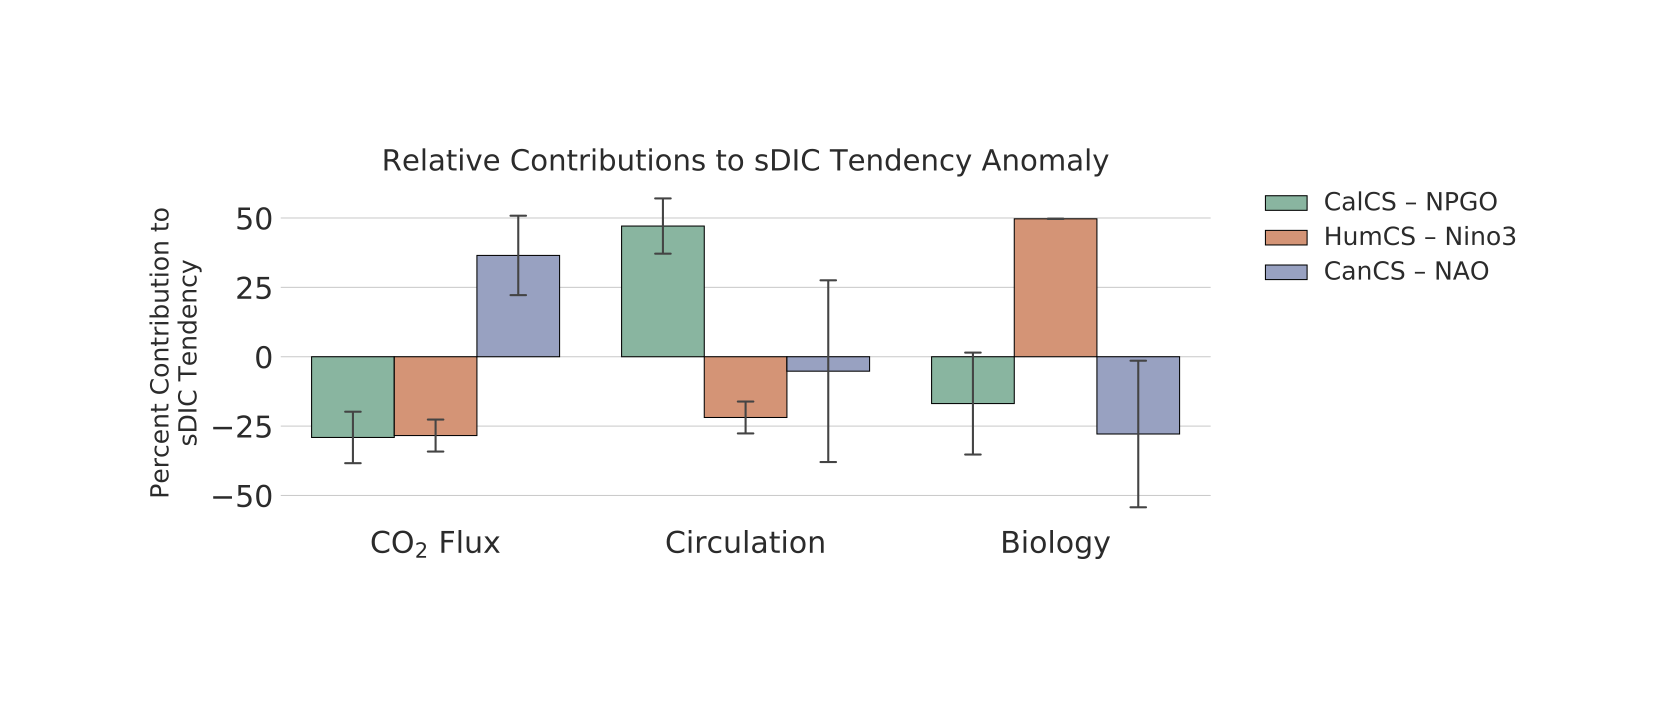 Relative Contributions to sDIC Tendency Anomaly
Percent Contribution to
sDIC Tendency
50
25
0
−25
−50
CO₂ Flux
Circulation
Biology
CalCS – NPGO
HumCS – Nino3
CanCS – NAO